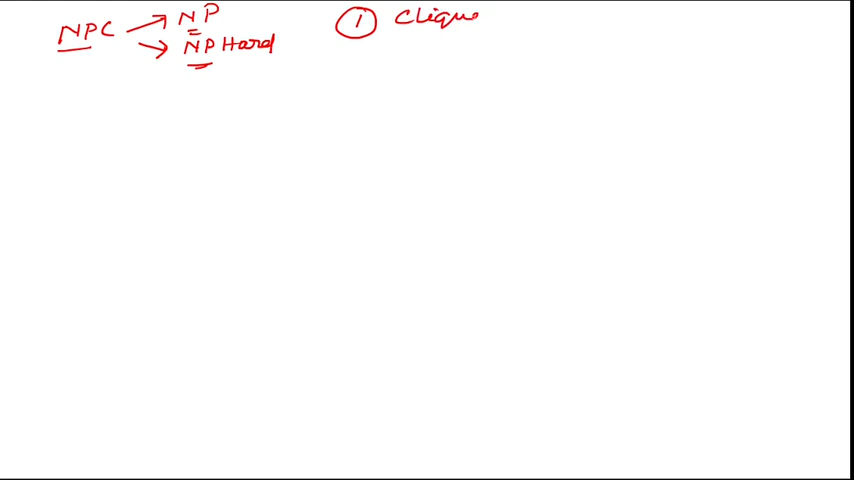 NPC → NP
→ NP Hard
① Clique